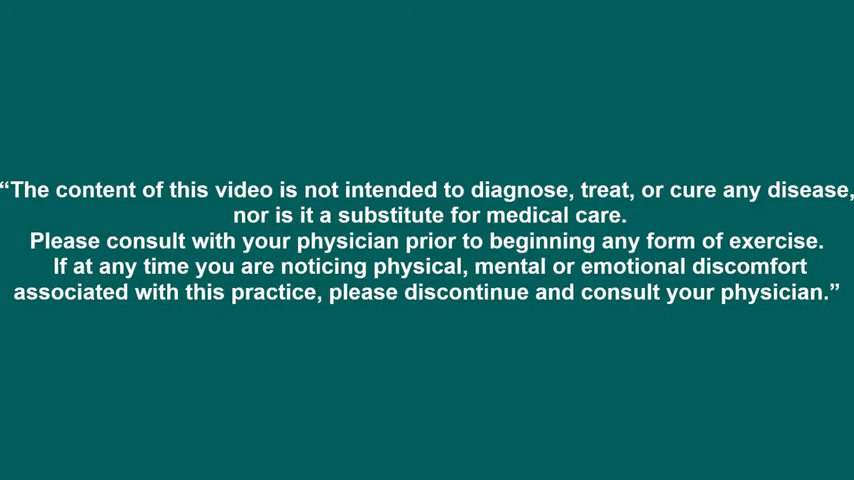 “The content of this video is not intended to diagnose, treat, or cure any disease,
nor is it a substitute for medical care.
Please consult with your physician prior to beginning any form of exercise.
If at any time you are noticing physical, mental or emotional discomfort
associated with this practice, please discontinue and consult your physician.”